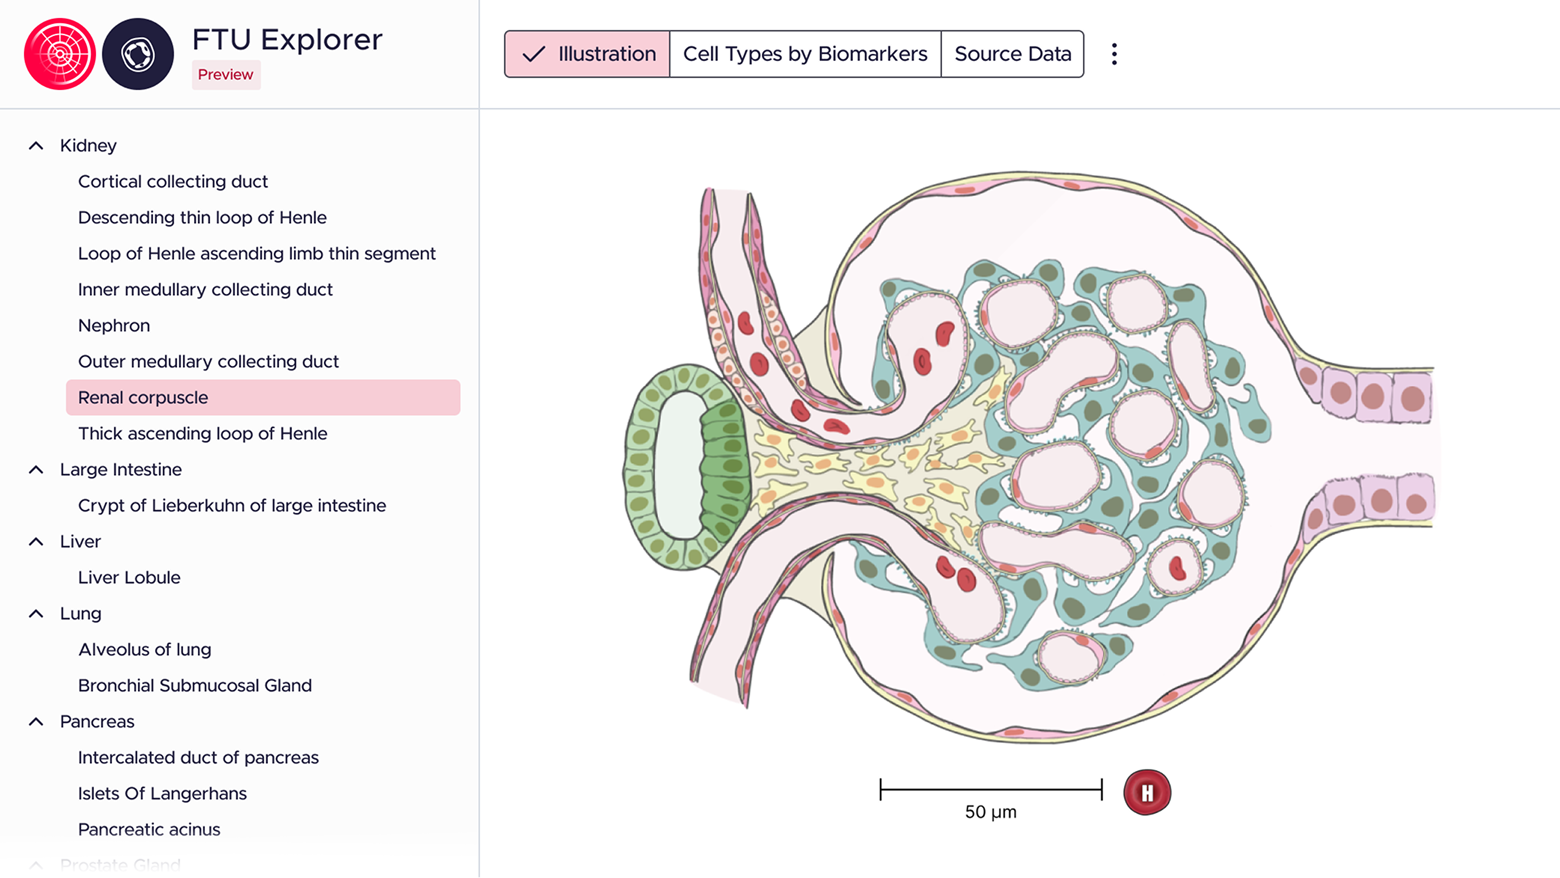 FTU Explorer
Preview
Illustration
Cell Types by Biomarkers
Source Data
Kidney
Cortical collecting duct
Descending thin loop of Henle
Loop of Henle ascending limb thin segment
Inner medullary collecting duct
Nephron
Outer medullary collecting duct
Renal corpuscle
Thick ascending loop of Henle
Large Intestine
Crypt of Lieberkuhn of large intestine
Liver
Liver Lobule
Lung
Alveolus of lung
Bronchial Submucosal Gland
Pancreas
Intercalated duct of pancreas
Islets Of Langerhans
Pancreatic acinus
Prostate Gland
50 μm
H